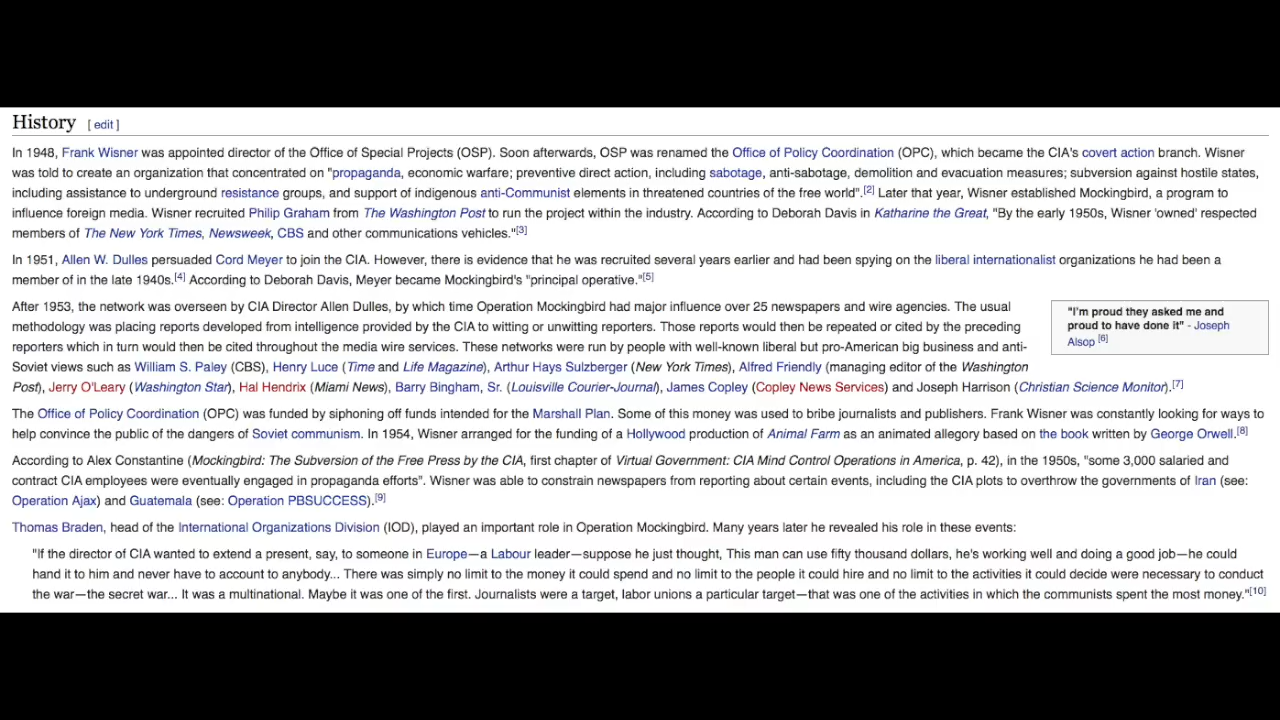 History [ edit ]
In 1948, Frank Wisner was appointed director of the Office of Special Projects (OSP). Soon afterwards, OSP was renamed the Office of Policy Coordination (OPC), which became the CIA's covert action branch. Wisner
was told to create an organization that concentrated on "propaganda, economic warfare; preventive direct action, including sabotage, anti-sabotage, demolition and evacuation measures; subversion against hostile states,
including assistance to underground resistance groups, and support of indigenous anti-Communist elements in threatened countries of the free world".[2] Later that year, Wisner established Mockingbird, a program to
influence foreign media. Wisner recruited Philip Graham from The Washington Post to run the project within the industry. According to Deborah Davis in Katharine the Great, "By the early 1950s, Wisner 'owned' respected
members of The New York Times, Newsweek, CBS and other communications vehicles."[3]
In 1951, Allen W. Dulles persuaded Cord Meyer to join the CIA. However, there is evidence that he was recruited several years earlier and had been spying on the liberal internationalist organizations he had been a
member of in the late 1940s.[4] According to Deborah Davis, Meyer became Mockingbird's "principal operative."[5]
After 1953, the network was overseen by CIA Director Allen Dulles, by which time Operation Mockingbird had major influence over 25 newspapers and wire agencies. The usual
methodology was placing reports developed from intelligence provided by the CIA to witting or unwitting reporters. Those reports would then be repeated or cited by the preceding
reporters which in turn would then be cited throughout the media wire services. These networks were run by people with well-known liberal but pro-American big business and anti-
Soviet views such as William S. Paley (CBS), Henry Luce (Time and Life Magazine), Arthur Hays Sulzberger (New York Times), Alfred Friendly (managing editor of the Washington
Post), Jerry O'Leary (Washington Star), Hal Hendrix (Miami News), Barry Bingham, Sr. (Louisville Courier-Journal), James Copley (Copley News Services) and Joseph Harrison (Christian Science Monitor).[7]
"I'm proud they asked me and
proud to have done it" - Joseph
Alsop [6]
The Office of Policy Coordination (OPC) was funded by siphoning off funds intended for the Marshall Plan. Some of this money was used to bribe journalists and publishers. Frank Wisner was constantly looking for ways to
help convince the public of the dangers of Soviet communism. In 1954, Wisner arranged for the funding of a Hollywood production of Animal Farm as an animated allegory based on the book written by George Orwell.[8]
According to Alex Constantine (Mockingbird: The Subversion of the Free Press by the CIA, first chapter of Virtual Government: CIA Mind Control Operations in America, p. 42), in the 1950s, "some 3,000 salaried and
contract CIA employees were eventually engaged in propaganda efforts". Wisner was able to constrain newspapers from reporting about certain events, including the CIA plots to overthrow the governments of Iran (see:
Operation Ajax) and Guatemala (see: Operation PBSUCCESS).[9]
Thomas Braden, head of the International Organizations Division (IOD), played an important role in Operation Mockingbird. Many years later he revealed his role in these events:
"If the director of CIA wanted to extend a present, say, to someone in Europe—a Labour leader—suppose he just thought, This man can use fifty thousand dollars, he's working well and doing a good job—he could
hand it to him and never have to account to anybody... There was simply no limit to the money it could spend and no limit to the people it could hire and no limit to the activities it could decide were necessary to conduct
the war—the secret war... It was a multinational. Maybe it was one of the first. Journalists were a target, labor unions a particular target—that was one of the activities in which the communists spent the most money."[10]